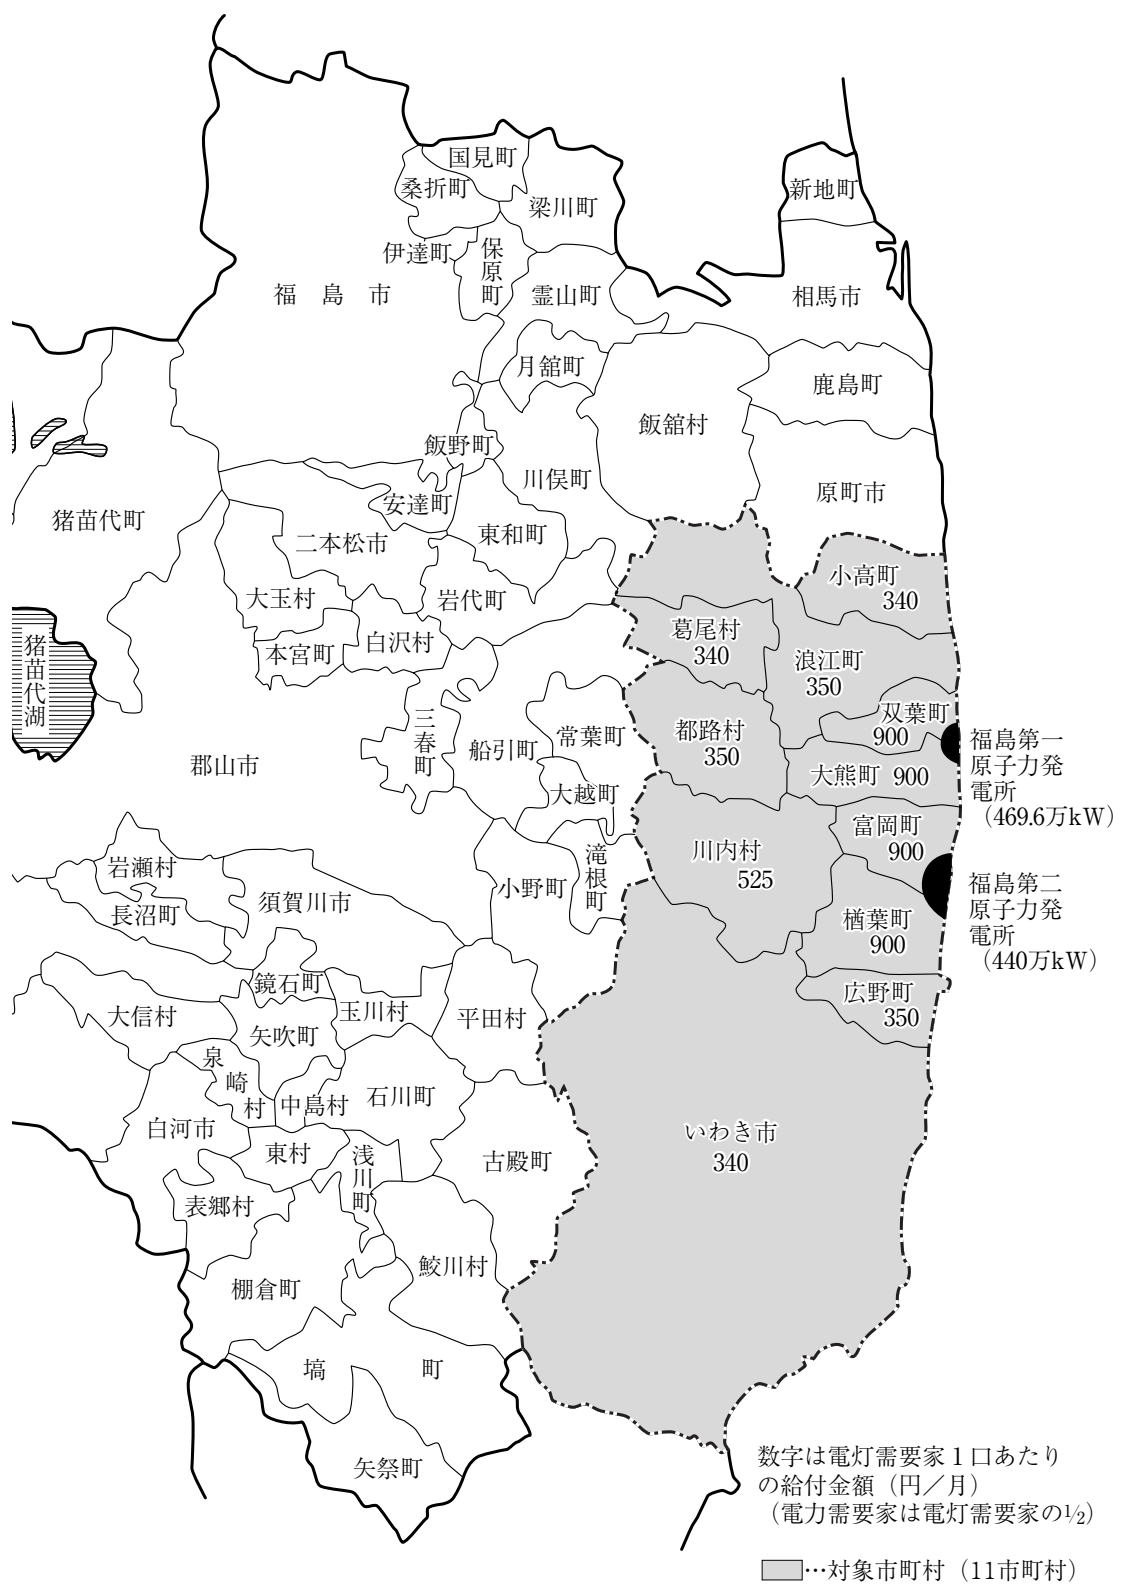 国見町
桑折町
梁川町
新地町
伊達町
保原町
福島市
霊山町
相馬市
月舘町
鹿島町
飯舘村
飯野町
川俣町
原町市
猪苗代町
安達町
東和町
二本松市
小高町
340
大玉村
岩代町
葛尾村
340
白沢村
本宮町
浪江町
350
猪苗代湖
双葉町
900
三春町
常葉町
都路村
350
船引町
福島第一
原子力発
電所
（469.6万kW）
郡山市
大熊町 900
大越町
富岡町
900
岩瀬村
川内村
525
滝根町
小野町
須賀川市
長沼町
福島第二
原子力発
電所
（440万kW）
楢葉町
900
鏡石町
広野町
350
玉川村
平田村
大信村
矢吹町
泉崎村
中島村
石川町
白河市
東村
浅川町
古殿町
いわき市
340
表郷村
鮫川村
棚倉町
塙町
矢祭町
数字は電灯需要家１口あたり
の給付金額（円／月）
（電力需要家は電灯需要家の1/2）
…対象市町村（11市町村）